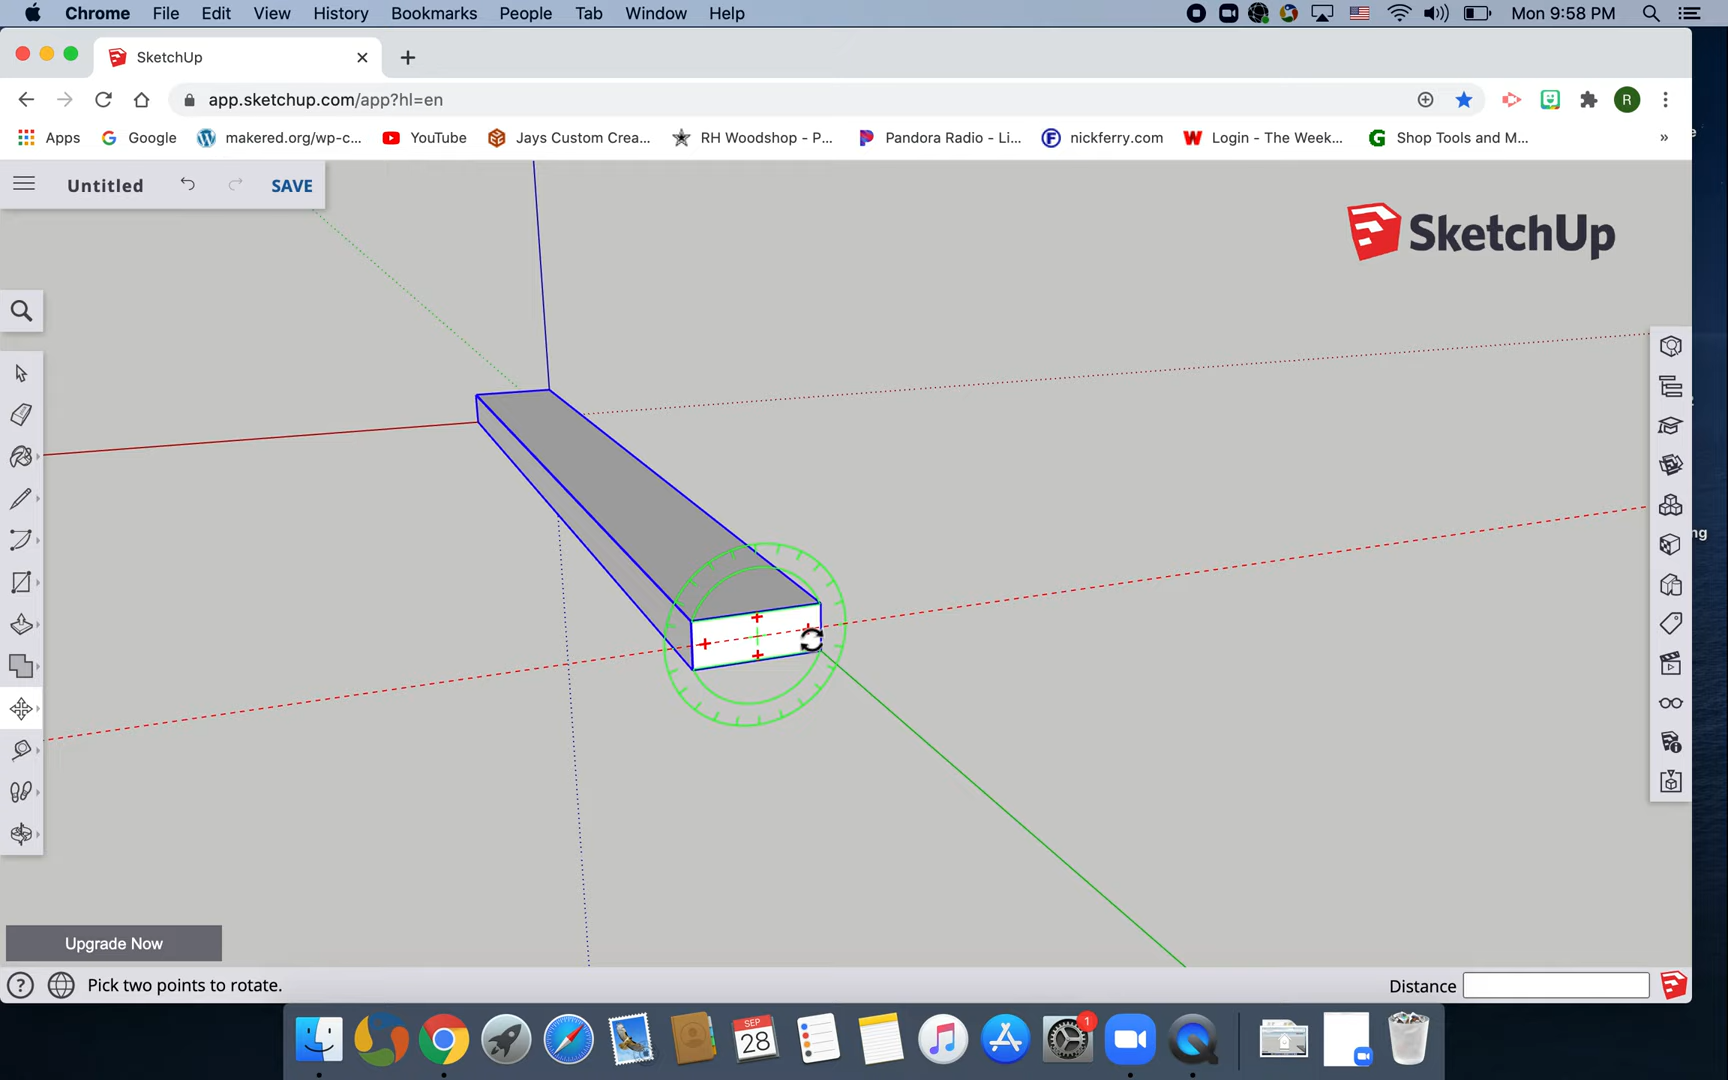 Chrome File Edit View History Bookmarks People Tab Window Help Mon 9:58 PM
SketchUp
app.sketchup.com/app?hl=en R
Apps Google makered.org/wp-c... YouTube Jays Custom Crea... RH Woodshop - P... Pandora Radio - Li... nickferry.com Login - The Week... Shop Tools and M... »
Untitled SAVE
SketchUp
ng
Upgrade Now
Pick two points to rotate. Distance
SEP
28
1